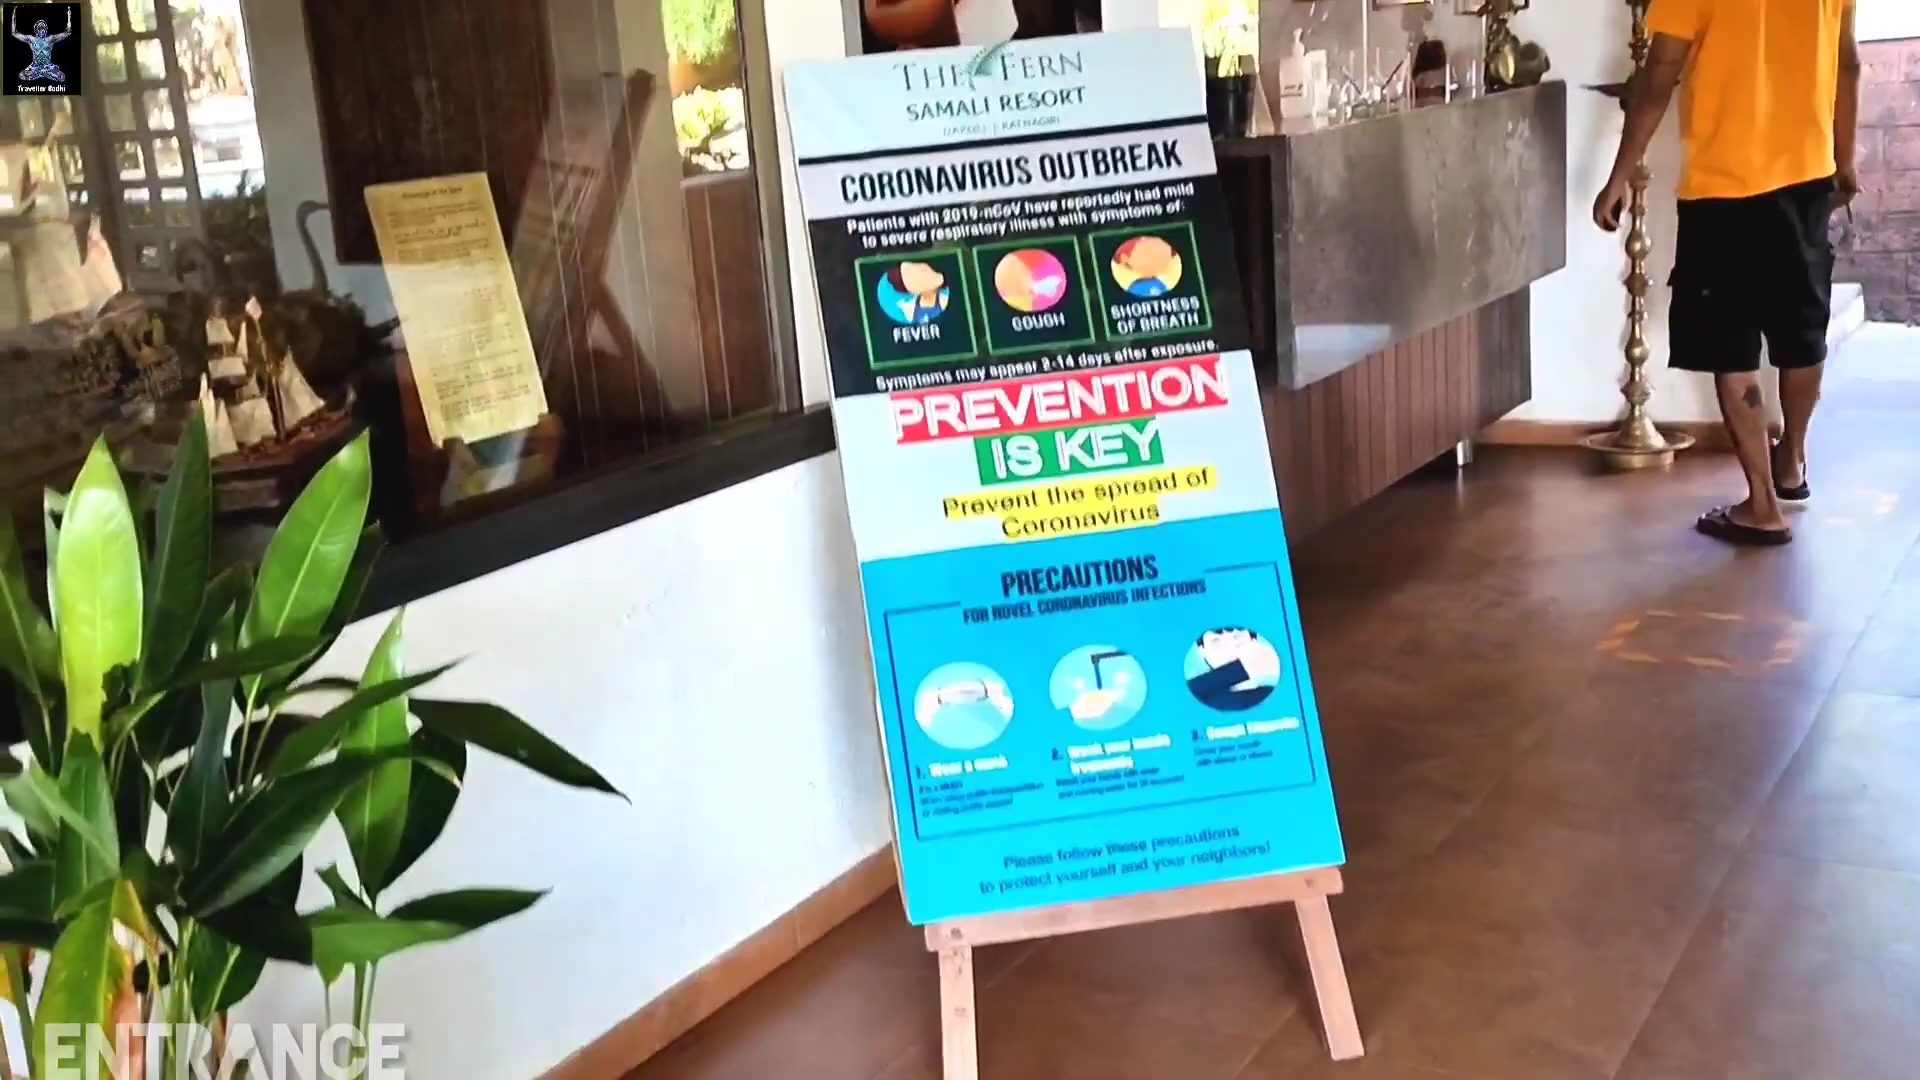 Traveller Bodhi
THE FERN
SAMALI RESORT
DAPOLI | RATNAGIRI
CORONAVIRUS OUTBREAK
Patients with 2019-nCoV have reportedly had mild
to severe respiratory illness with symptoms of:
FEVER
COUGH
SHORTNESS
OF BREATH
Symptoms may appear 2-14 days after exposure.
PREVENTION
IS KEY
Prevent the spread of
Coronavirus
PRECAUTIONS
FOR NOVEL CORONAVIRUS INFECTIONS
1. Wear a mask
2. Wash your hands
frequently
3. Cough
Please follow these precautions
to protect yourself and your neighbors!
ENTRANCE